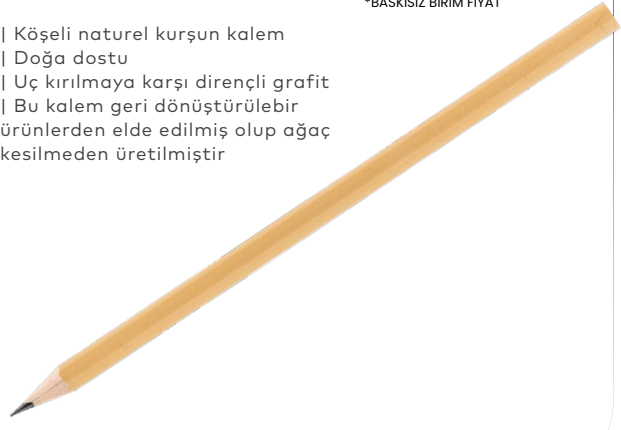 *BASKISIZ BİRİM FİYAT
| Köşeli naturel kurşun kalem
| Doğa dostu
| Uç kırılmaya karşı dirençli grafit
| Bu kalem geri dönüştürülebir
ürünlerden elde edilmiş olup ağaç
kesilmeden üretilmiştir